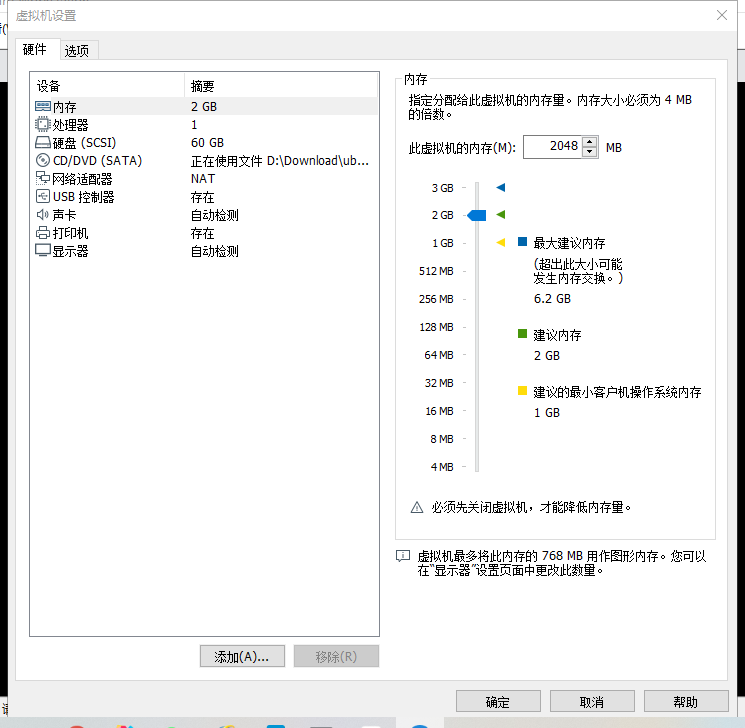 虚拟机设置
硬件 选项
设备 摘要
内存 2 GB
处理器 1
硬盘 (SCSI) 60 GB
CD/DVD (SATA) 正在使用文件 D:\Download\ub...
网络适配器 NAT
USB 控制器 存在
声卡 自动检测
打印机 存在
显示器 自动检测
添加(A)... 移除(R)
内存
指定分配给此虚拟机的内存量。内存大小必须为 4 MB
的倍数。
此虚拟机的内存(M): 2048 MB
3 GB
2 GB
1 GB
512 MB
256 MB
128 MB
64 MB
32 MB
16 MB
8 MB
4 MB
最大建议内存
(超出此大小可能
发生内存交换。)
6.2 GB
建议内存
2 GB
建议的最小客户机操作系统内存
1 GB
必须先关闭虚拟机，才能降低内存量。
虚拟机最多将此内存的 768 MB 用作图形内存。您可以
在“显示器”设置页面中更改此数量。
确定 取消 帮助